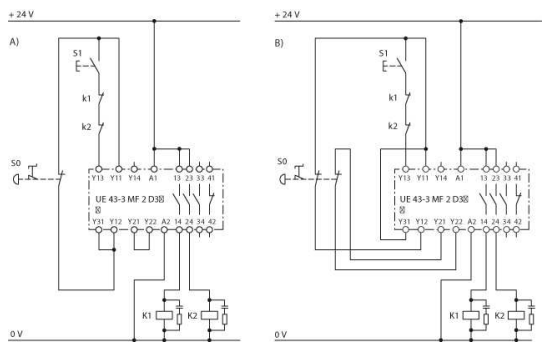 + 24 V
+ 24 V
A)
B)
S1
S1
k1
k1
k2
k2
S0
S0
Y13 Y11 Y14 A1 13 23 33 41
Y13 Y11 Y14 A1 13 23 33 41
UE 43-3 MF 2 D3
UE 43-3 MF 2 D3
Y31 Y12 Y21 Y22 A2 14 24 34 42
Y31 Y12 Y21 Y22 A2 14 24 34 42
K1 K2
K1 K2
0 V
0 V